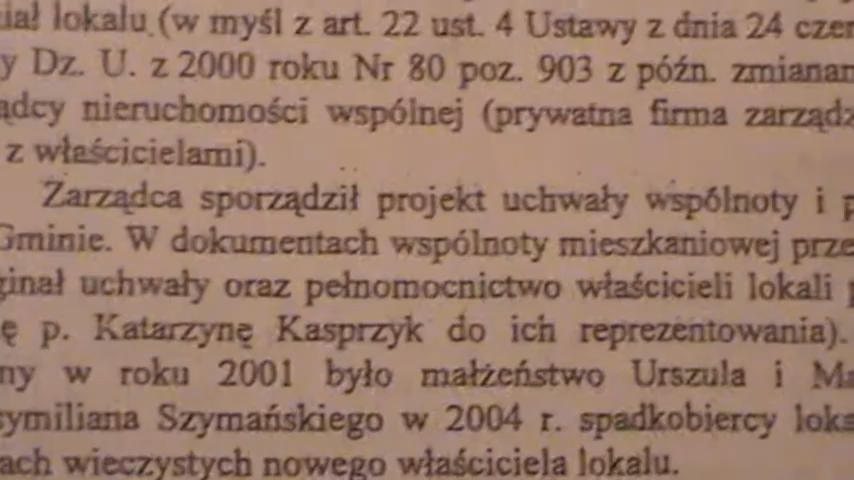 iał lokalu (w myśl z art. 22 ust. 4 Ustawy z dnia 24 czer
y Dz. U. z 2000 roku Nr 80 poz. 903 z późn. zmianam
ądcy nieruchomości wspólnej (prywatna firma zarządz
z właścicielami).
Zarządca sporządził projekt uchwały wspólnoty i p
Gminie. W dokumentach wspólnoty mieszkaniowej prze
ginał uchwały oraz pełnomocnictwo właścicieli lokali p
ę p. Katarzynę Kasprzyk do ich reprezentowania).
ny w roku 2001 było małżeństwo Urszula i Ma
symiliana Szymańskiego w 2004 r. spadkobiercy loka
ach wieczystych nowego właściciela lokalu.